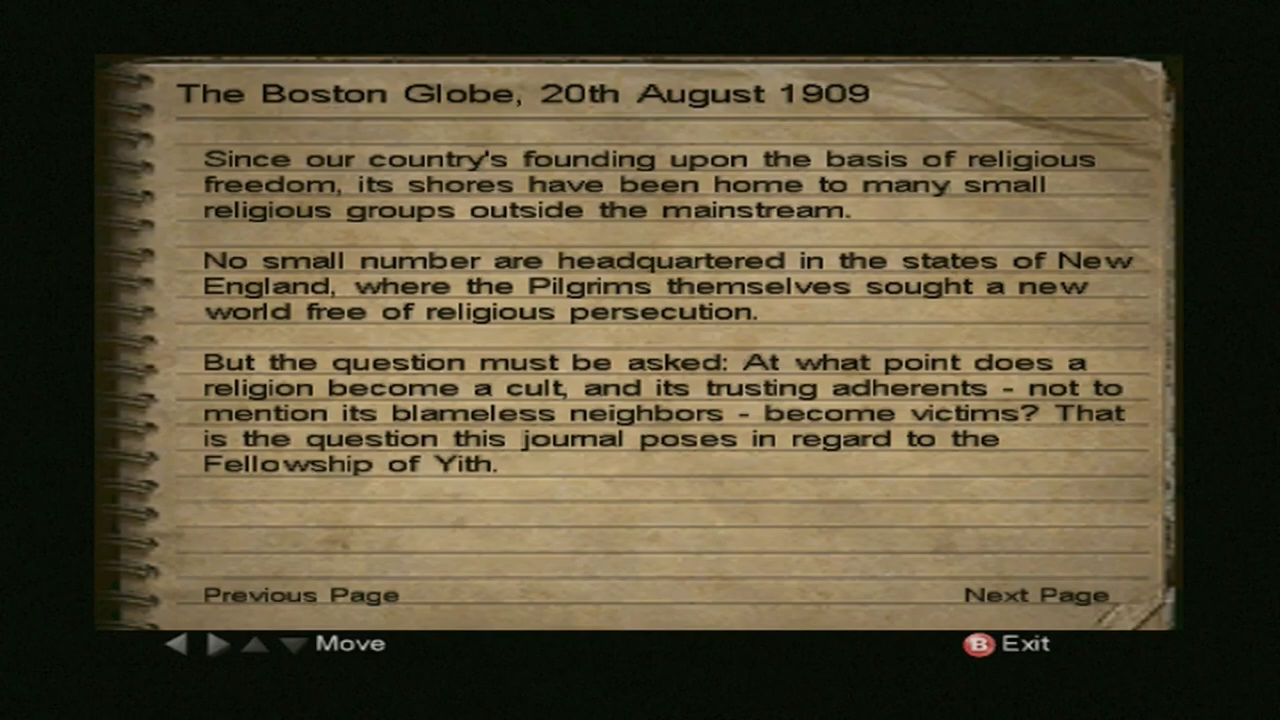 The Boston Globe, 20th August 1909
Since our country's founding upon the basis of religious
freedom, its shores have been home to many small
religious groups outside the mainstream.
No small number are headquartered in the states of New
England, where the Pilgrims themselves sought a new
world free of religious persecution.
But the question must be asked: At what point does a
religion become a cult, and its trusting adherents - not to
mention its blameless neighbors - become victims? That
is the question this journal poses in regard to the
Fellowship of Yith.
Previous Page Next Page
Move B Exit